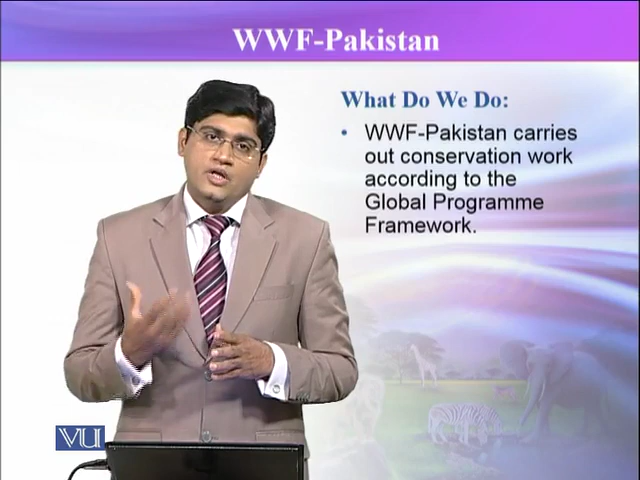 WWF-Pakistan
What Do We Do:
• WWF-Pakistan carries
out conservation work
according to the
Global Programme
Framework.
VU